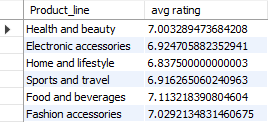 Product_line avg rating
Health and beauty 7.003289473684208
Electronic accessories 6.924705882352941
Home and lifestyle 6.837500000000003
Sports and travel 6.916265060240963
Food and beverages 7.113218390804604
Fashion accessories 7.0292134831460675